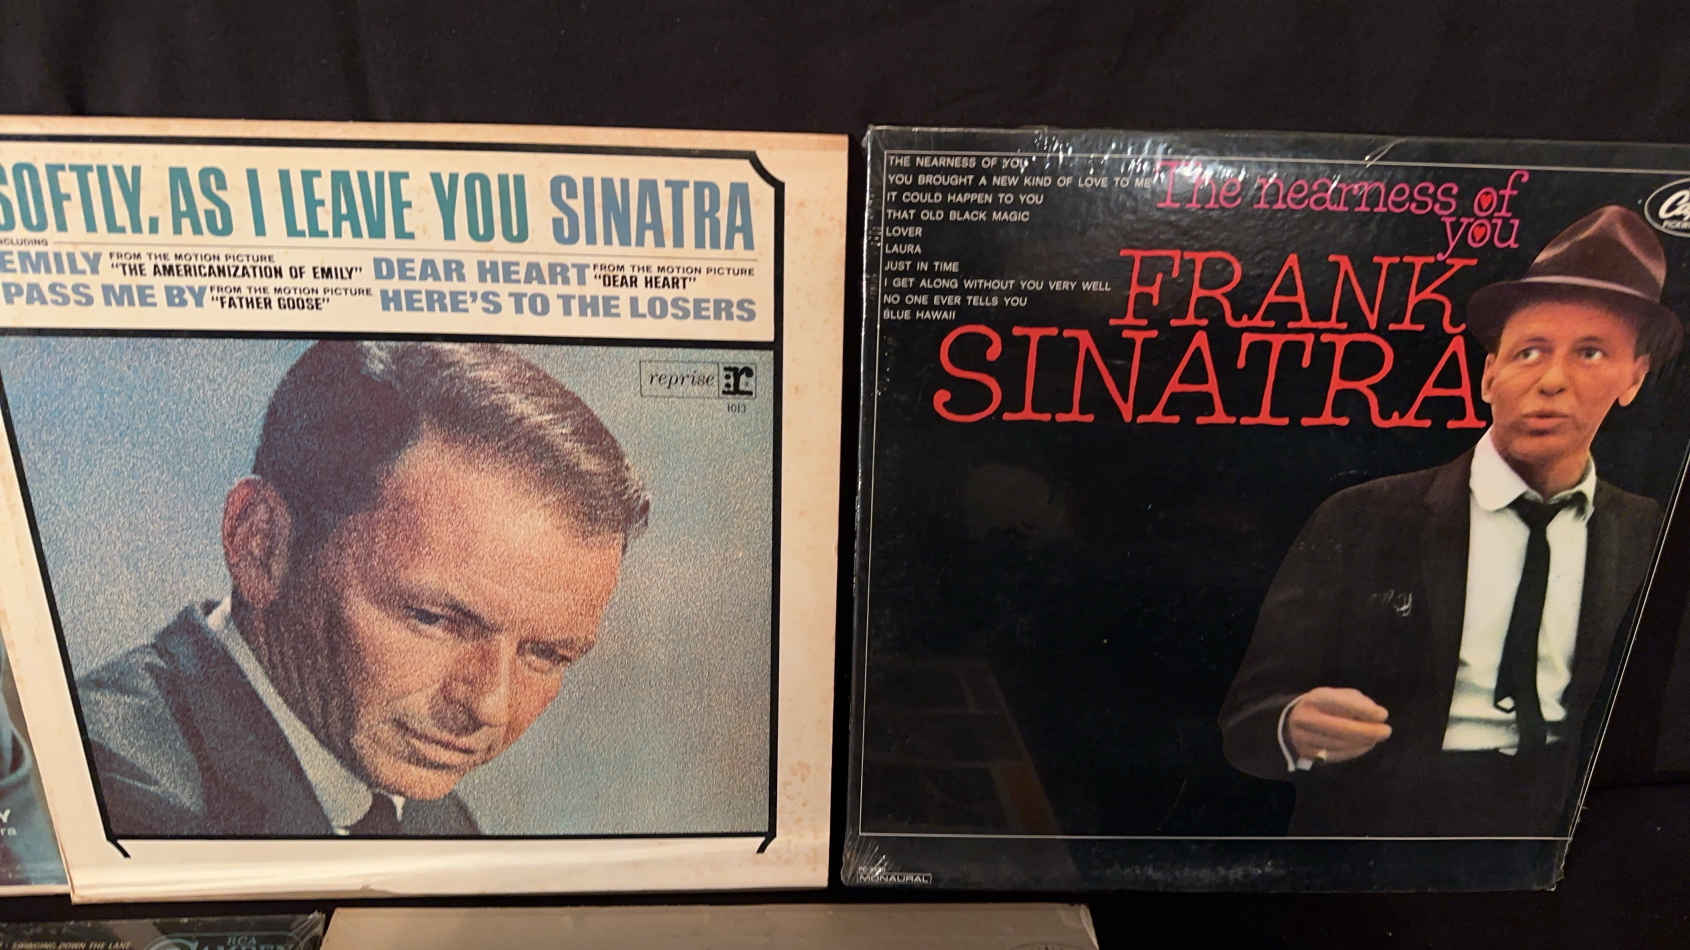 SOFTLY, AS I LEAVE YOU SINATRA
INCLUDING
EMILY FROM THE MOTION PICTURE "THE AMERICANIZATION OF EMILY" DEAR HEART FROM THE MOTION PICTURE "DEAR HEART"
PASS ME BY FROM THE MOTION PICTURE "FATHER GOOSE" HERE'S TO THE LOSERS
reprise r
1013
THE NEARNESS OF YOU
YOU BROUGHT A NEW KIND OF LOVE TO ME
IT COULD HAPPEN TO YOU
THAT OLD BLACK MAGIC
LOVER
LAURA
JUST IN TIME
I GET ALONG WITHOUT YOU VERY WELL
NO ONE EVER TELLS YOU
BLUE HAWAII
The nearness of
you
FRANK
SINATRA
MONAURAL
RCA